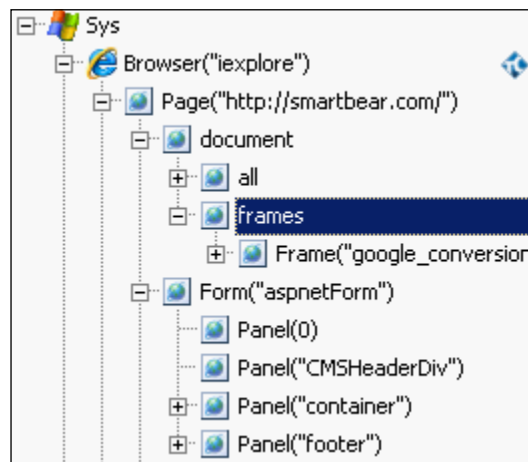 Sys
Browser("iexplore")
Page("http://smartbear.com/")
document
all
frames
Frame("google_conversion
Form("aspnetForm")
Panel(0)
Panel("CMSHeaderDiv")
Panel("container")
Panel("footer")